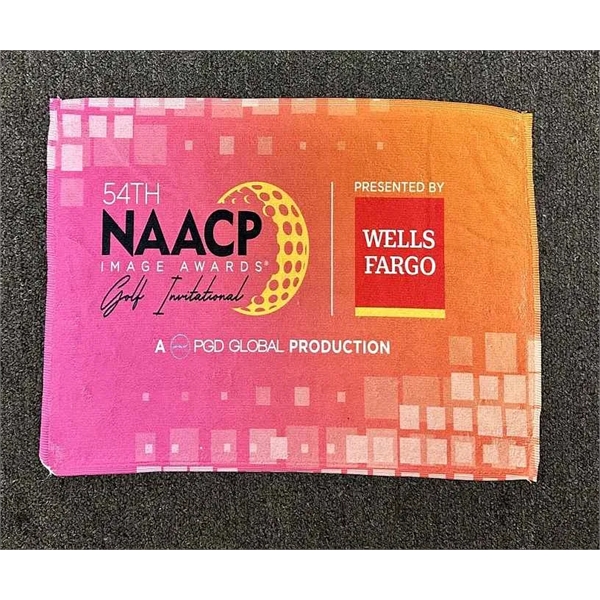 54TH
NAACP
IMAGE AWARDS®
Golf Invitational
PRESENTED BY
WELLS
FARGO
A PGD GLOBAL PRODUCTION